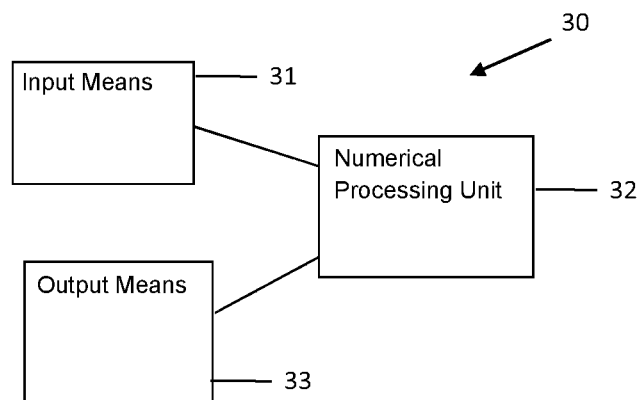 30
Input Means
31
Numerical
Processing Unit
32
Output Means
33